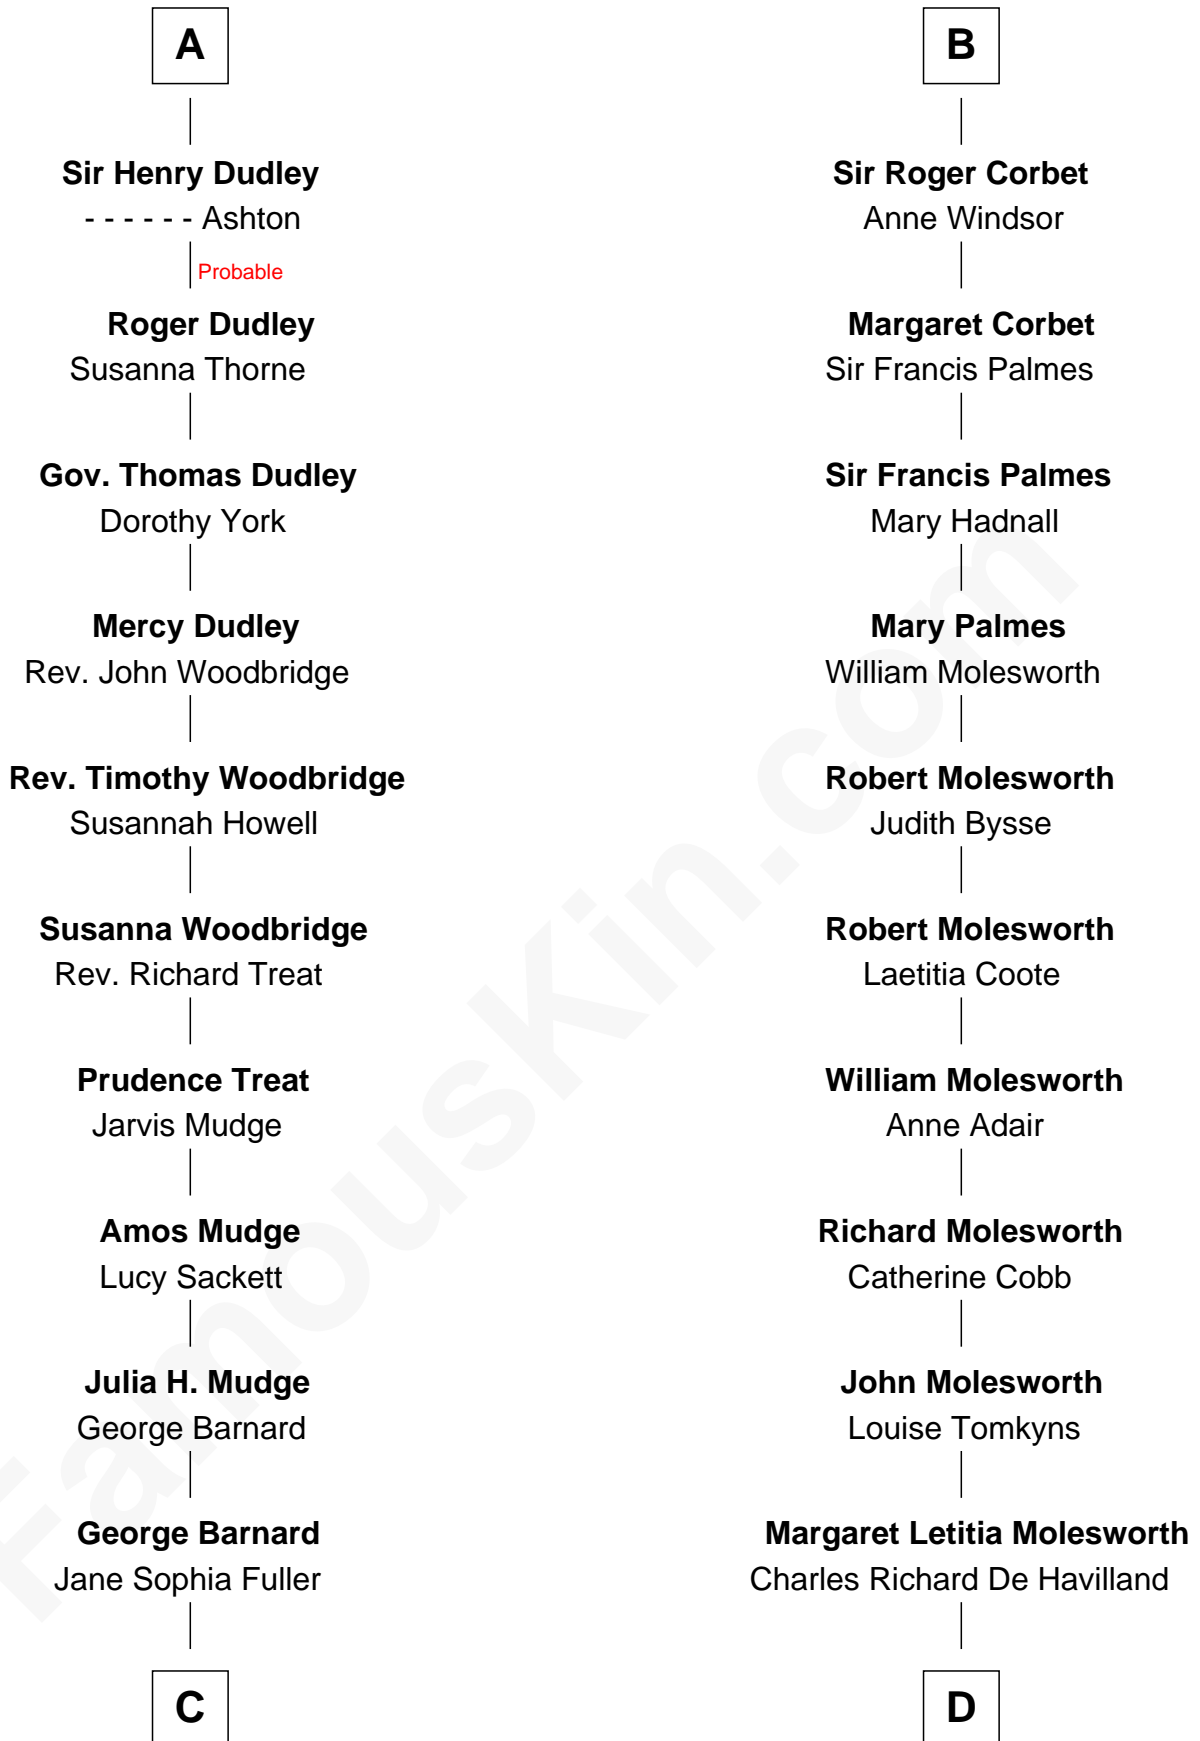 A
Sir Henry Dudley
- - - - - - Ashton
Probable
Roger Dudley
Susanna Thorne
Gov. Thomas Dudley
Dorothy York
Mercy Dudley
Rev. John Woodbridge
Rev. Timothy Woodbridge
Susannah Howell
Susanna Woodbridge
Rev. Richard Treat
Prudence Treat
Jarvis Mudge
Amos Mudge
Lucy Sackett
Julia H. Mudge
George Barnard
George Barnard
Jane Sophia Fuller
C
B
Sir Roger Corbet
Anne Windsor
Margaret Corbet
Sir Francis Palmes
Sir Francis Palmes
Mary Hadnall
Mary Palmes
William Molesworth
Robert Molesworth
Judith Bysse
Robert Molesworth
Laetitia Coote
William Molesworth
Anne Adair
Richard Molesworth
Catherine Cobb
John Molesworth
Louise Tomkyns
Margaret Letitia Molesworth
Charles Richard De Havilland
D
FamousKin.com